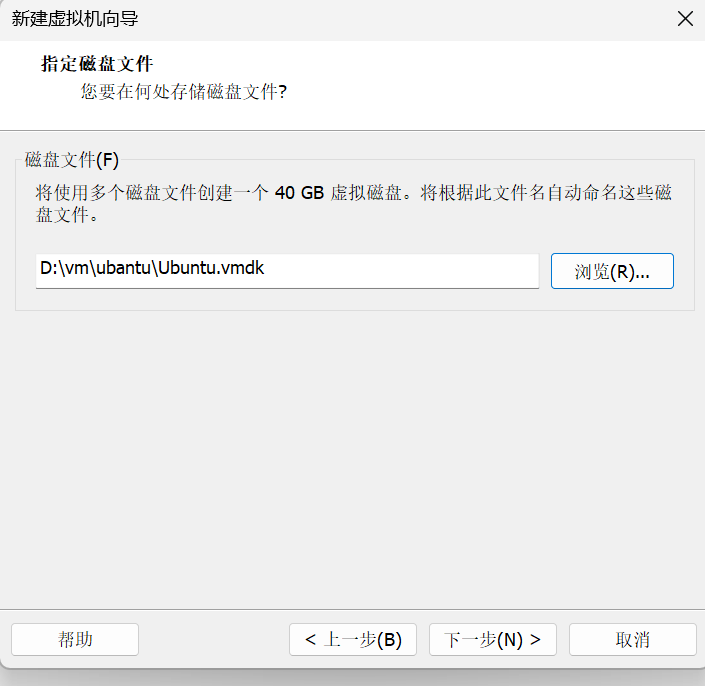 新建虚拟机向导
指定磁盘文件
您要在何处存储磁盘文件?
磁盘文件(F)
将使用多个磁盘文件创建一个 40 GB 虚拟磁盘。将根据此文件名自动命名这些磁
盘文件。
D:\vm\ubantu\Ubuntu.vmdk
浏览(R)...
帮助
< 上一步(B)
下一步(N) >
取消